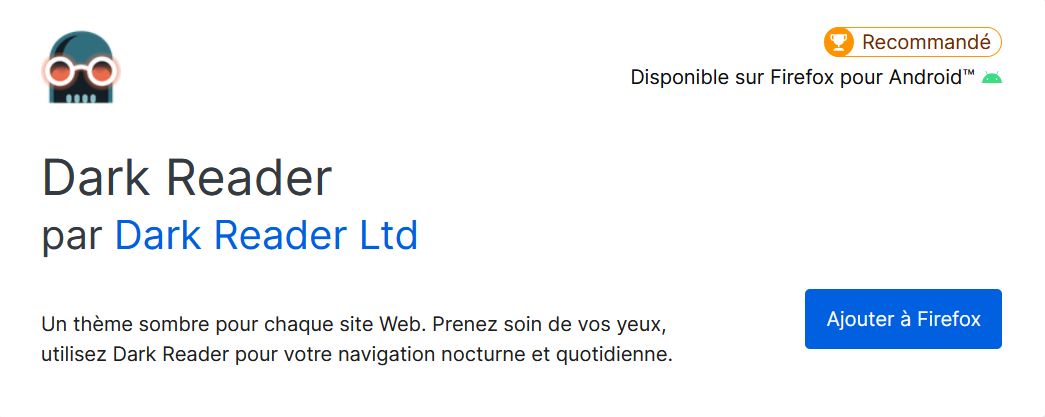 Recommandé
Disponible sur Firefox pour Android™
Dark Reader
par Dark Reader Ltd
Un thème sombre pour chaque site Web. Prenez soin de vos yeux,
utilisez Dark Reader pour votre navigation nocturne et quotidienne.
Ajouter à Firefox